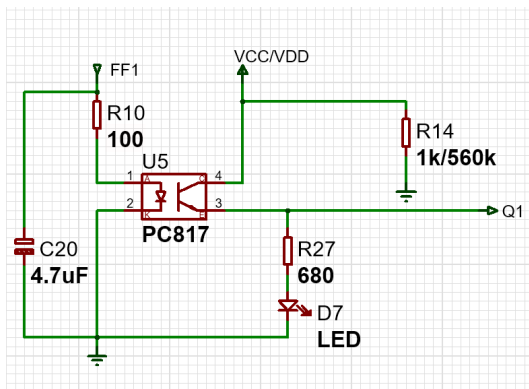 VCC/VDD
FF1
R10
100
R14
1k/560k
U5
1
A
C
4
2
K
E
3
PC817
Q1
C20
4.7uF
R27
680
D7
LED